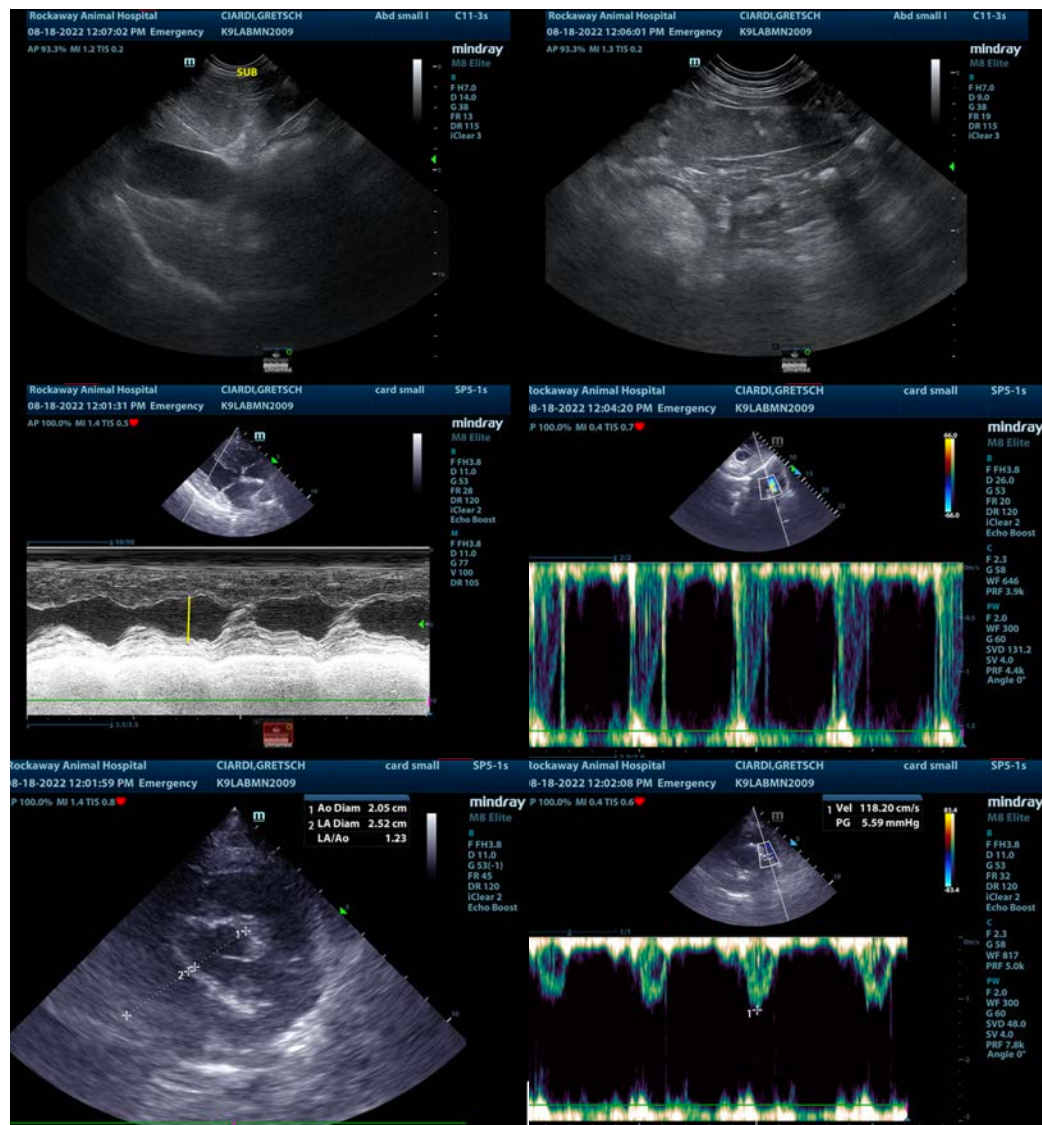 Rockaway Animal Hospital CIARDI,GRETSCH Abd small I C11-3s
08-18-2022 12:07:02 PM Emergency K9LABMN2009
AP 93.3% MI 1.2 TIS 0.2
mindray
M8 Elite
m
SUB
B
F H7.0
D 14.0
G 38
FR 13
DR 115
iClear 3
5
10
Rockaway Animal Hospital CIARDI,GRETSCH Abd small I C11-3s
08-18-2022 12:06:01 PM Emergency K9LABMN2009
AP 93.3% MI 1.3 TIS 0.2
mindray
M8 Elite
m
B
F H7.0
D 9.0
G 38
FR 19
DR 115
iClear 3
Rockaway Animal Hospital CIARDI,GRETSCH card small SP5-1s
08-18-2022 12:01:31 PM Emergency K9LABMN2009
AP 100.0% MI 1.4 TIS 0.5
mindray
M8 Elite
m
B
F FH3.8
D 11.0
G 53
FR 28
DR 120
iClear 2
Echo Boost
M
F FH3.8
D 11.0
G 77
V 100
DR 105
Rockaway Animal Hospital CIARDI,GRETSCH card small SP5-1s
8-18-2022 12:04:20 PM Emergency K9LABMN2009
P 100.0% MI 0.4 TIS 0.7
mindray
M8 Elite
m
66.0
-66.0
B
F FH3.8
D 26.0
G 53
FR 20
DR 120
iClear 2
Echo Boost
C
F 2.3
G 58
WF 646
PRF 3.9k
PW
F 2.0
WF 300
G 60
SVD 131.2
SV 4.0
PRF 4.4k
Angle 0°
Rockaway Animal Hospital CIARDI,GRETSCH card small SP5-1s
8-18-2022 12:01:59 PM Emergency K9LABMN2009
P 100.0% MI 1.4 TIS 0.8
mindray
M8 Elite
m
1 Ao Diam 2.05 cm
2 LA Diam 2.52 cm
LA/Ao 1.23
1
2
B
F FH3.8
D 11.0
G 53(-1)
FR 45
DR 120
iClear 2
Echo Boost
10
Rockaway Animal Hospital CIARDI,GRETSCH card small SP5-1s
8-18-2022 12:02:08 PM Emergency K9LABMN2009
P 100.0% MI 0.4 TIS 0.6
mindray
M8 Elite
m
1 Vel 118.20 cm/s
PG 5.59 mmHg
83.4
-83.4
B
F FH3.8
D 11.0
G 53
FR 32
DR 120
iClear 2
Echo Boost
C
F 2.3
G 58
WF 817
PRF 5.0k
PW
F 2.0
WF 300
G 60
SVD 48.0
SV 4.0
PRF 7.8k
Angle 0°
1